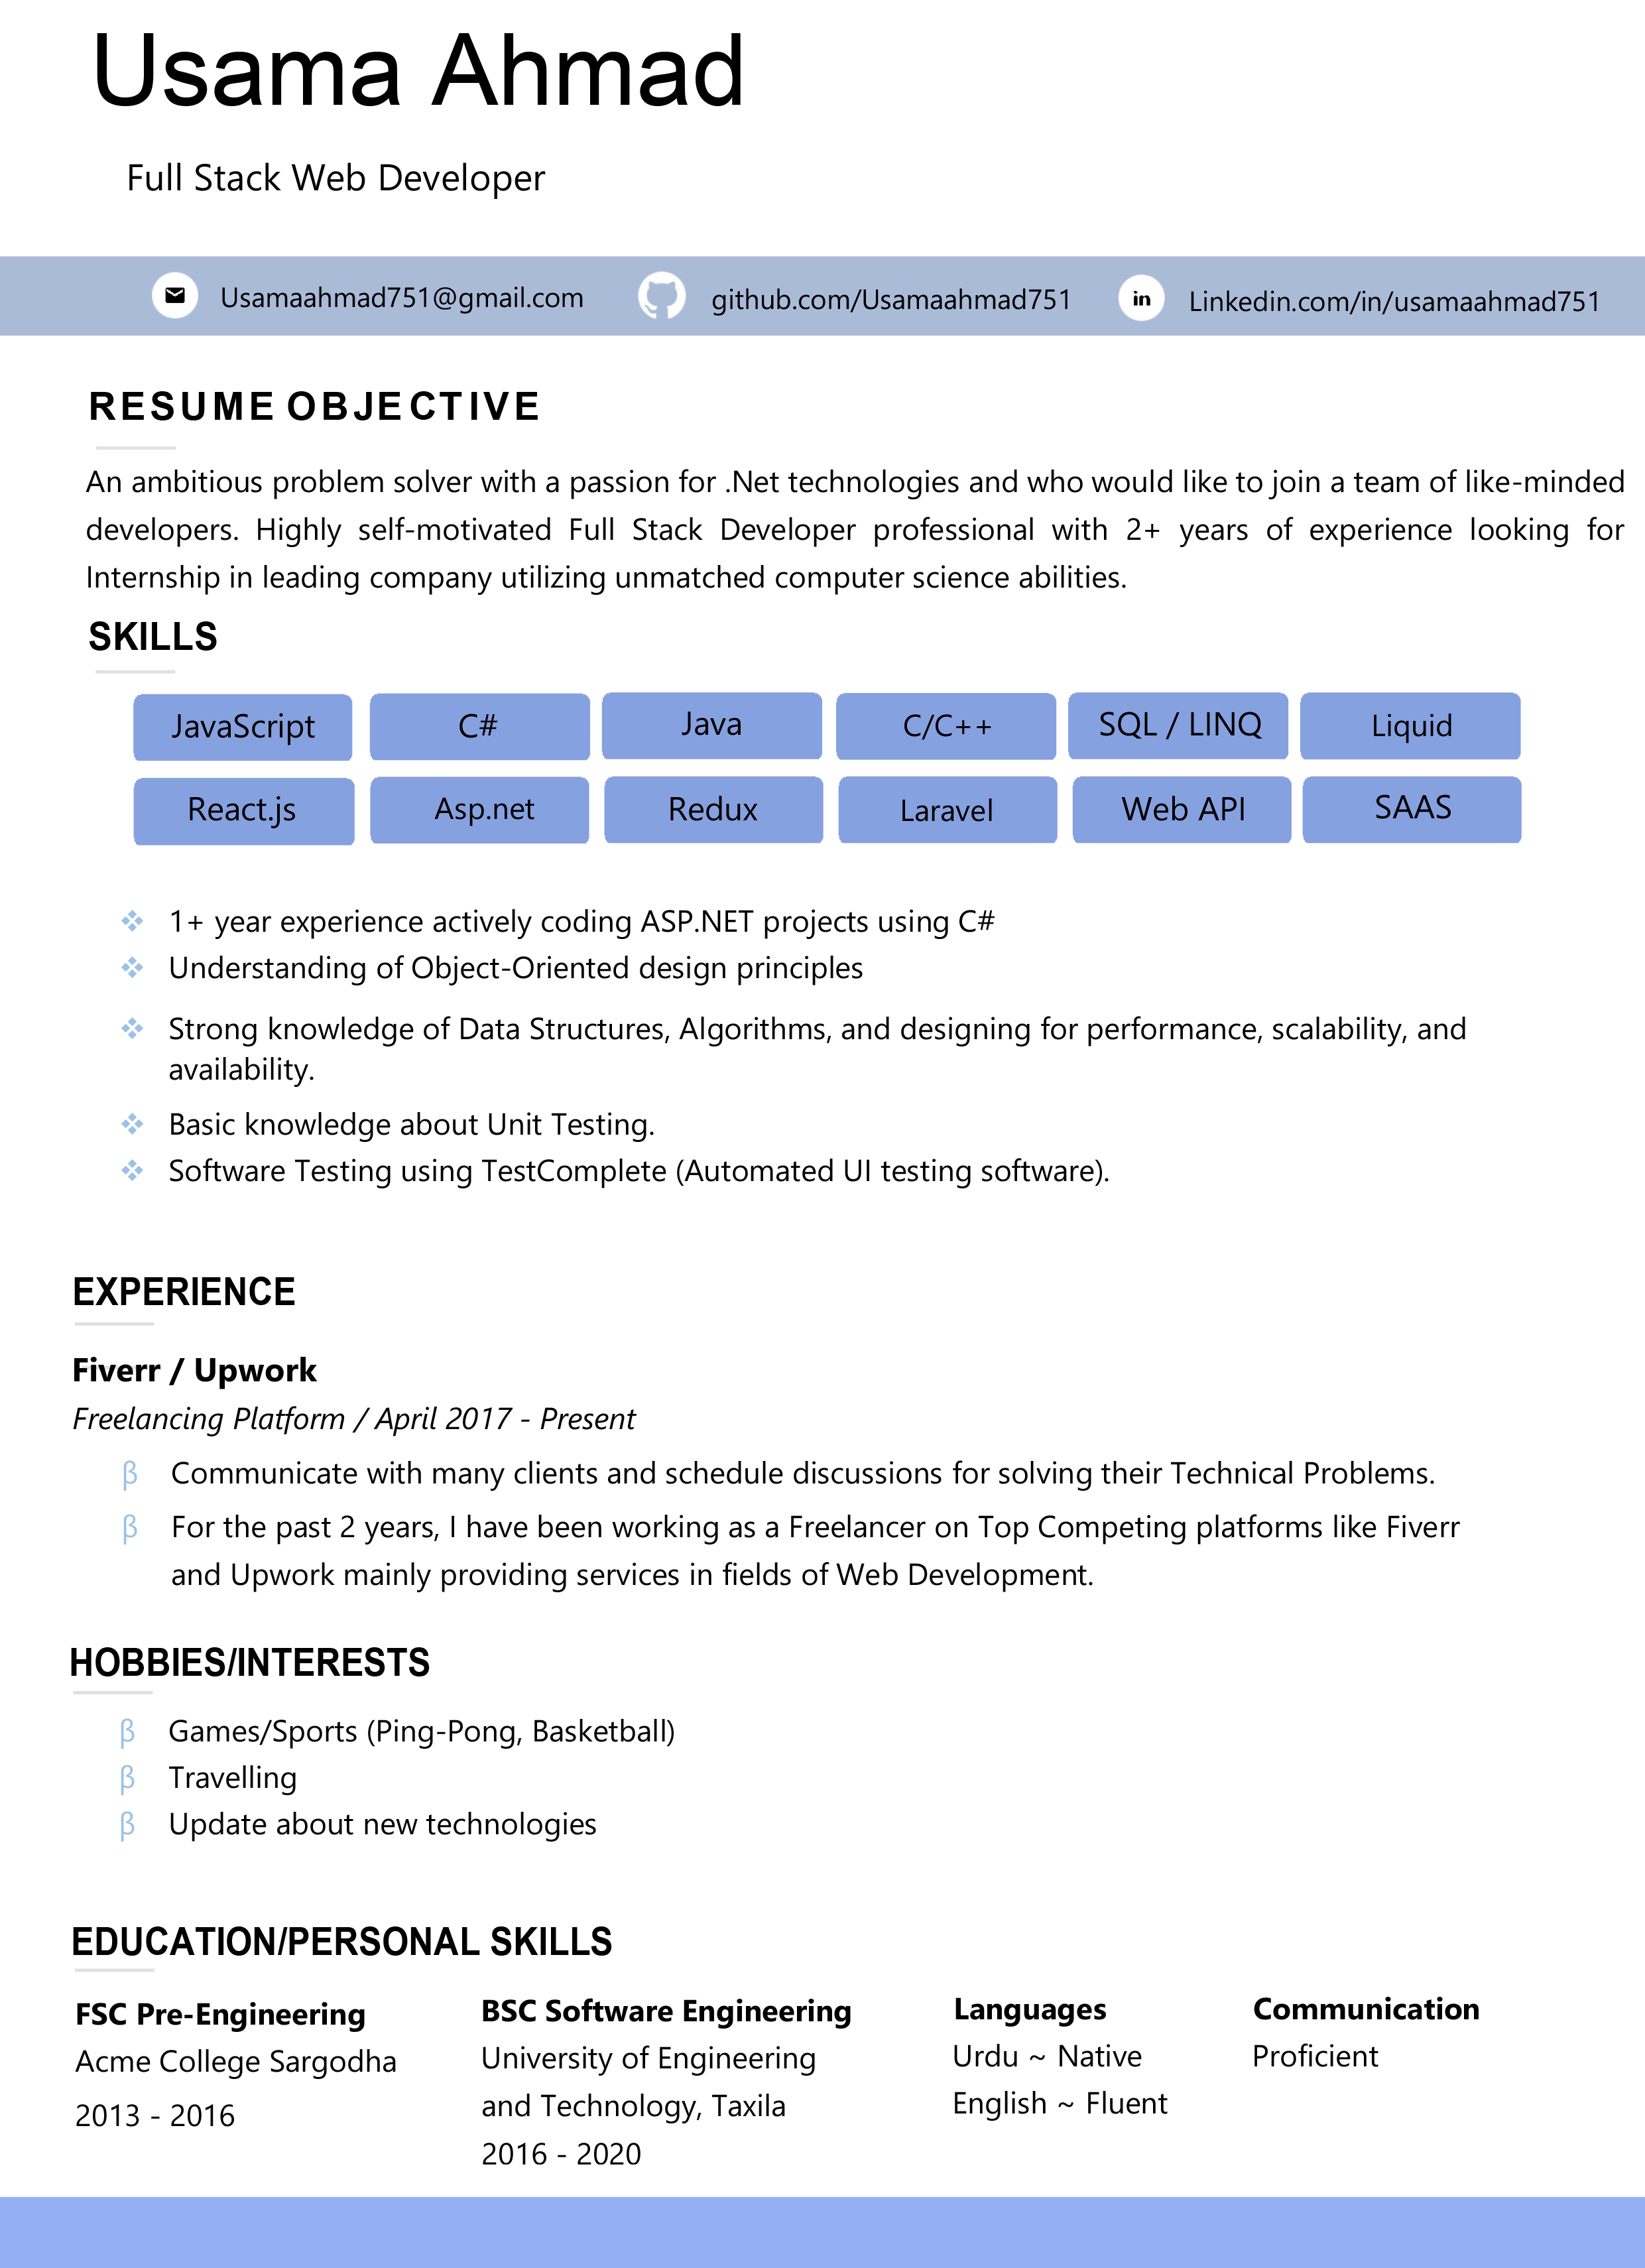 Usama Ahmad
Full Stack Web Developer
Usamaahmad751@gmail.com
github.com/Usamaahmad751
in
Linkedin.com/in/usamaahmad751
RESUME OBJECTIVE
An ambitious problem solver with a passion for .Net technologies and who would like to join a team of like-minded
developers. Highly self-motivated Full Stack Developer professional with 2+ years of experience looking for
Internship in leading company utilizing unmatched computer science abilities.
SKILLS
JavaScript C# Java C/C++ SQL / LINQ Liquid
React.js Asp.net Redux Laravel Web API SAAS
❖ 1+ year experience actively coding ASP.NET projects using C#
❖ Understanding of Object-Oriented design principles
❖ Strong knowledge of Data Structures, Algorithms, and designing for performance, scalability, and
availability.
❖ Basic knowledge about Unit Testing.
❖ Software Testing using TestComplete (Automated UI testing software).
EXPERIENCE
Fiverr / Upwork
Freelancing Platform / April 2017 - Present
β Communicate with many clients and schedule discussions for solving their Technical Problems.
β For the past 2 years, I have been working as a Freelancer on Top Competing platforms like Fiverr
and Upwork mainly providing services in fields of Web Development.
HOBBIES/INTERESTS
β Games/Sports (Ping-Pong, Basketball)
β Travelling
β Update about new technologies
EDUCATION/PERSONAL SKILLS
FSC Pre-Engineering
Acme College Sargodha
2013 - 2016
BSC Software Engineering
University of Engineering
and Technology, Taxila
2016 - 2020
Languages
Urdu ~ Native
English ~ Fluent
Communication
Proficient